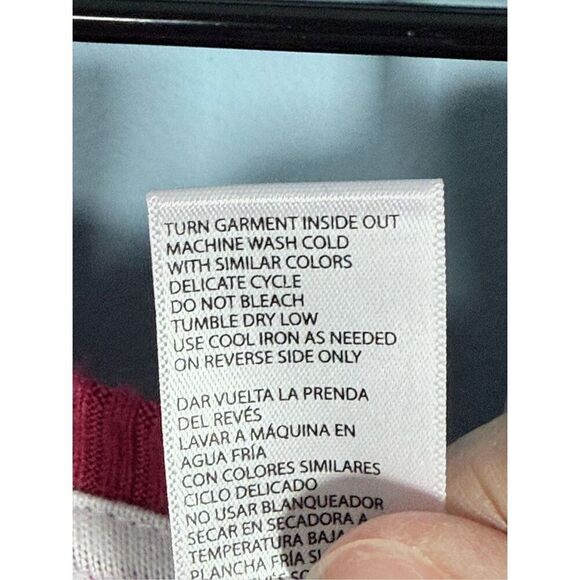 TURN GARMENT INSIDE OUT
MACHINE WASH COLD
WITH SIMILAR COLORS
DELICATE CYCLE
DO NOT BLEACH
TUMBLE DRY LOW
USE COOL IRON AS NEEDED
ON REVERSE SIDE ONLY
DAR VUELTA LA PRENDA
DEL REVÉS
LAVAR A MÁQUINA EN
AGUA FRÍA
CON COLORES SIMILARES
CICLO DELICADO
NO USAR BLANQUEADOR
SECAR EN SECADORA A
TEMPERATURA BAJA
PLANCHA FRÍA